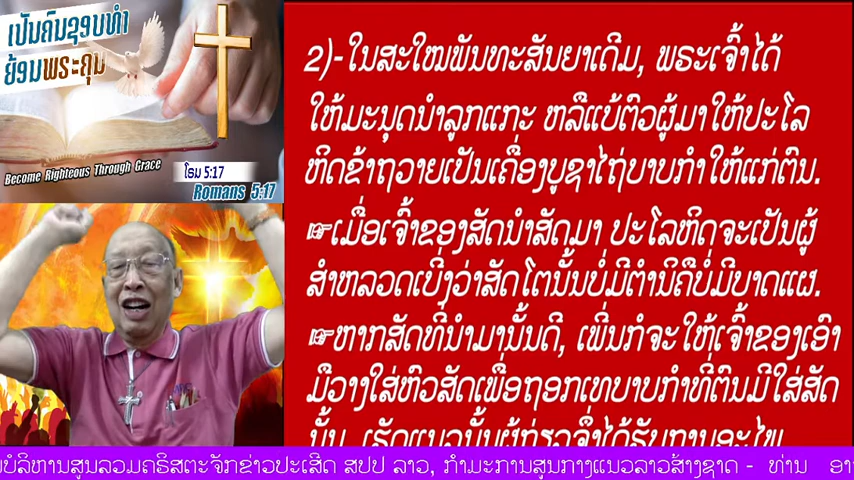 ເປັນຄົນຊອບທຳ
ຍ້ອນພຣະຄຸນ
Become Righteous Through Grace
ໂຣມ 5:17
Romans 5:17
2)-ໃນສະໃໝພັນທະສັນຍາເດີມ, ພຣະເຈົ້າໄດ້
ໃຫ້ມະນຸດນຳລູກແກະ ຫລືແບ້ຕົວຜູ້ມາໃຫ້ປະໂລ
ຫິດຂ້າຖວາຍເປັນເຄື່ອງບູຊາໄຖ່ບາບກຳໃຫ້ແກ່ຕົນ.
☞ເມື່ອເຈົ້າຂອງສັດນຳສັດມາ ປະໂລຫິດຈະເປັນຜູ້
ສຳຫລວດເບິ່ງວ່າສັດໂຕນັ້ນບໍ່ມີຕຳນິຄືບໍ່ມີບາດແຜ.
☞ຫາກສັດທີ່ນຳມານັ້ນດີ, ເພິ່ນກໍຈະໃຫ້ເຈົ້າຂອງເອົາ
ມືວາງໃສ່ຫົວສັດເພື່ອຖອກເທບາບກຳທີ່ຕົນມີໃສ່ສັດ
ນັ້ນ.
ບໍລິຫານສູນລວມຄຣິສຕະຈັກຂ່າວປະເສີດ ສປປ ລາວ, ກຳມະການສູນກາງແນວລາວສ້າງຊາດ - ທ່ານ